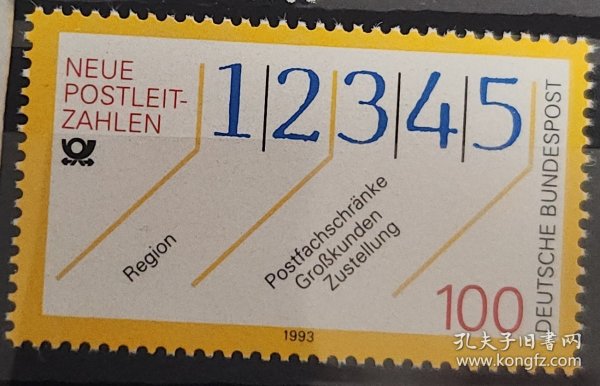 NEUE
POSTLEIT-
ZAHLEN
1|2|3|4|5
Region
Postfachschränke
Großkunden
Zustellung
100
DEUTSCHE BUNDESPOST
1993
孔夫子旧书网
www.kongfz.com